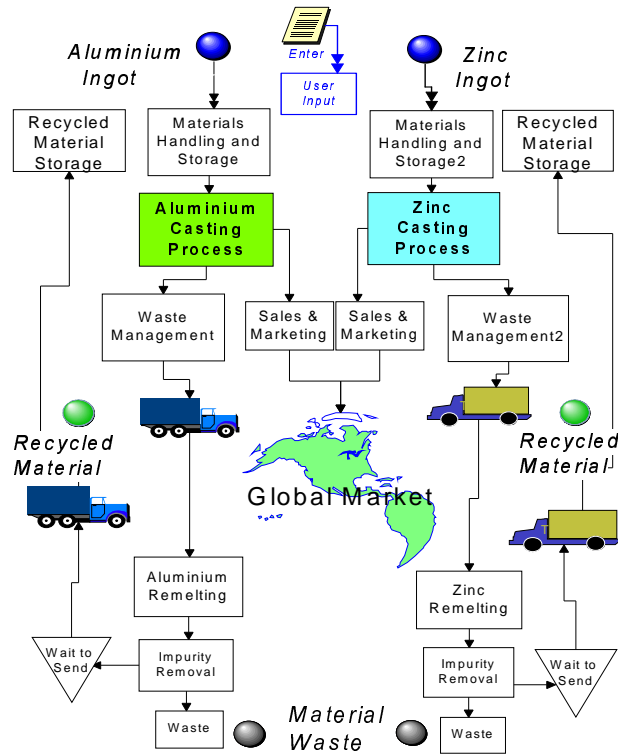 Aluminium
Ingot
Enter
User
Input
Zinc
Ingot
Recycled
Material
Storage
Materials
Handling and
Storage
Materials
Handling and
Storage2
Recycled
Material
Storage
Aluminium
Casting
Process
Zinc
Casting
Process
Waste
Management
Sales &
Marketing
Sales &
Marketing
Waste
Management2
Recycled
Material
Global Market
Recycled
Material
Aluminium
Remelting
Zinc
Remelting
Wait to
Send
Impurity
Removal
Impurity
Removal
Wait to
Send
Waste
Material
Waste
Waste